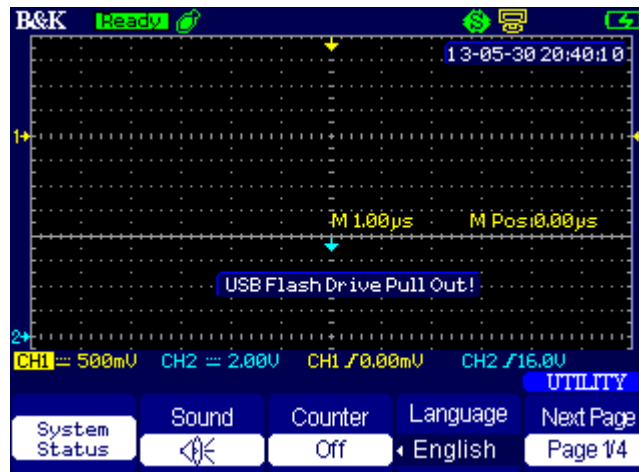 B&K Ready
13-05-30 20:40:10
1
M 1.00µs M Pos:0.00µs
USB Flash Drive Pull Out!
2
CH1 500mV CH2 2.00V CH1 0.00mV CH2 16.0V
UTILITY
System Status
Sound
Counter Off
Language English
Next Page Page 1/4